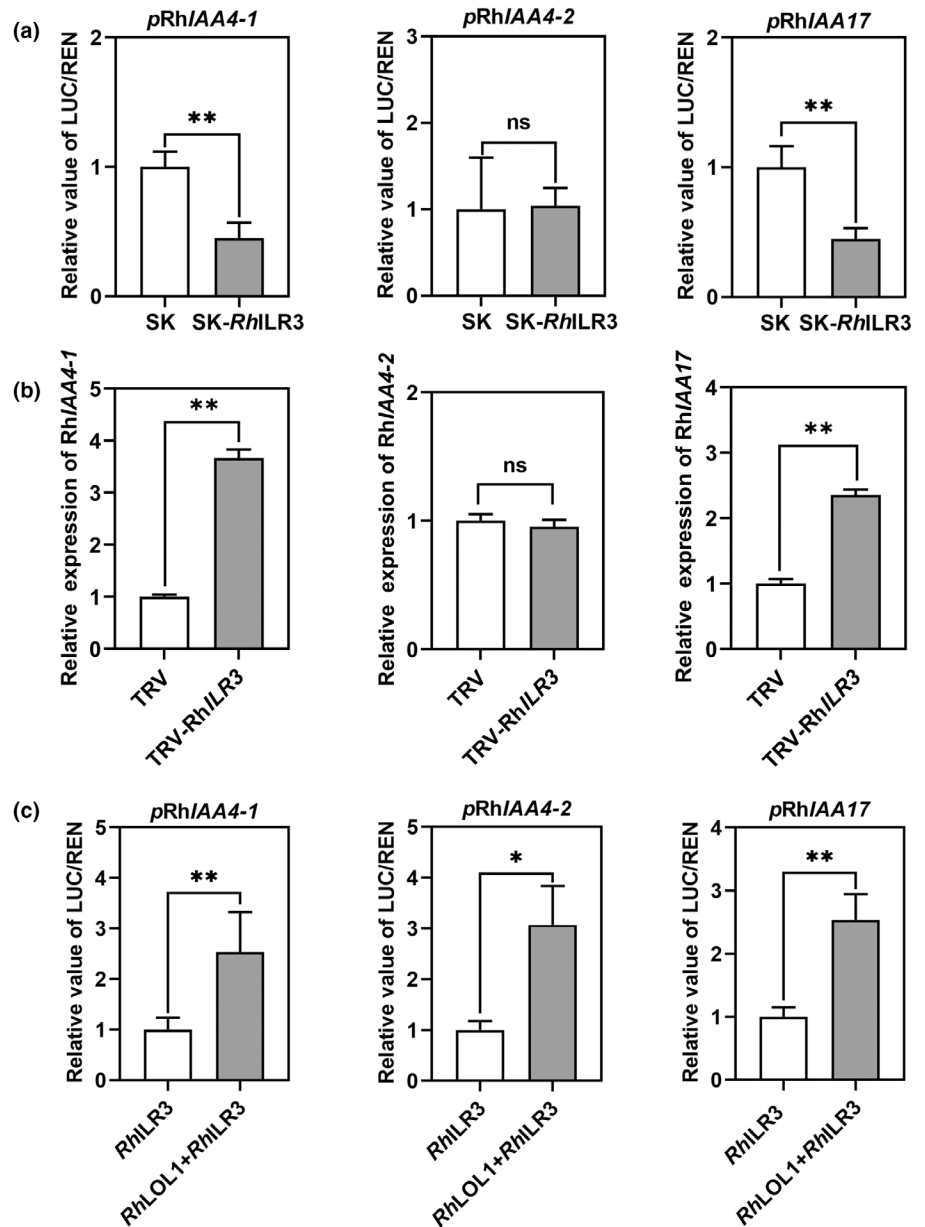 (a)
pRhIAA4-1
Relative value of LUC/REN
2
1
0
**
SK SK-RhILR3
pRhIAA4-2
Relative value of LUC/REN
3
2
1
0
ns
SK SK-RhILR3
pRhIAA17
Relative value of LUC/REN
2
1
0
**
SK SK-RhILR3
(b)
Relative expression of RhIAA4-1
5
4
3
2
1
0
**
TRV
TRV-RhILR3
Relative expression of RhIAA4-2
2
1
0
ns
TRV
TRV-RhILR3
Relative expression of RhIAA17
4
3
2
1
0
**
TRV
TRV-RhILR3
(c)
pRhIAA4-1
Relative value of LUC/REN
5
4
3
2
1
0
**
RhILR3
RhLOL1+RhILR3
pRhIAA4-2
Relative value of LUC/REN
5
4
3
2
1
0
*
RhILR3
RhLOL1+RhILR3
pRhIAA17
Relative value of LUC/REN
4
3
2
1
0
**
RhILR3
RhLOL1+RhILR3